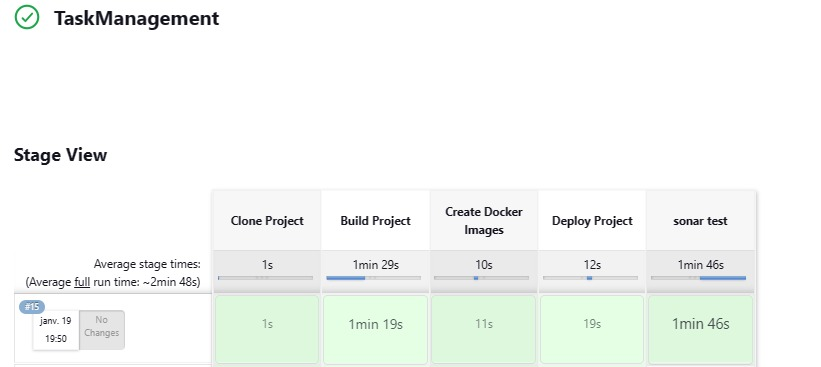 TaskManagement
Stage View
Clone Project
Build Project
Create Docker
Images
Deploy Project
sonar test
Average stage times:
(Average full run time: ~2min 48s)
1s
1min 29s
10s
12s
1min 46s
#15
janv. 19
19:50
No
Changes
1s
1min 19s
11s
19s
1min 46s